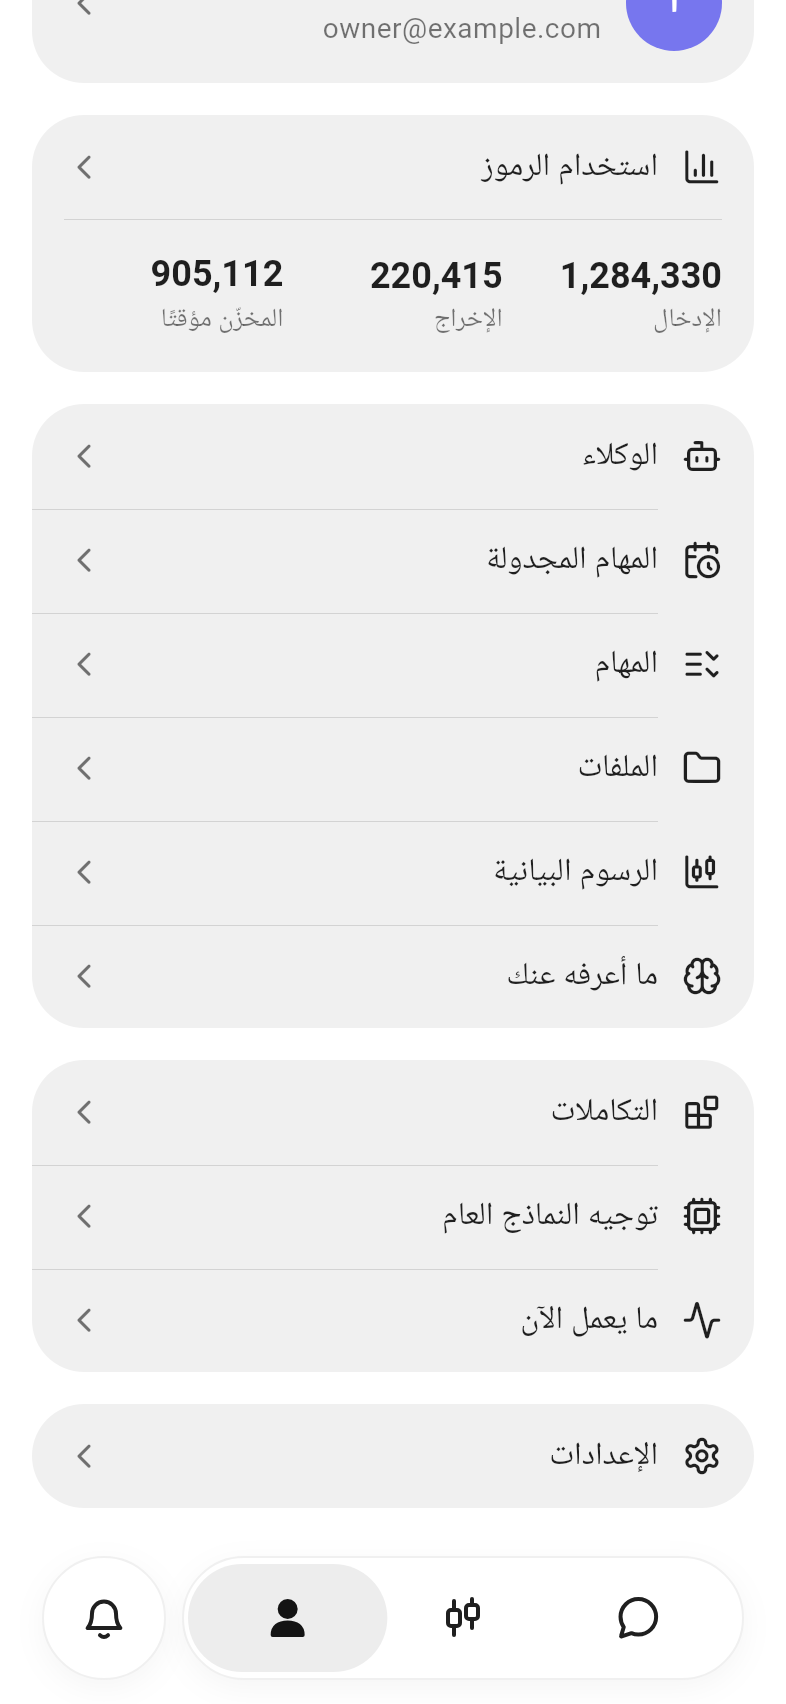 owner@example.com
استخدام الرموز
1,284,330 220,415 905,112
الإدخال الإخراج المخزّن مؤقتًا
الوكلاء
المهام المجدولة
المهام
الملفات
الرسوم البيانية
ما أعرفه عنك
التكاملات
توجيه النماذج العام
ما يعمل الآن
الإعدادات